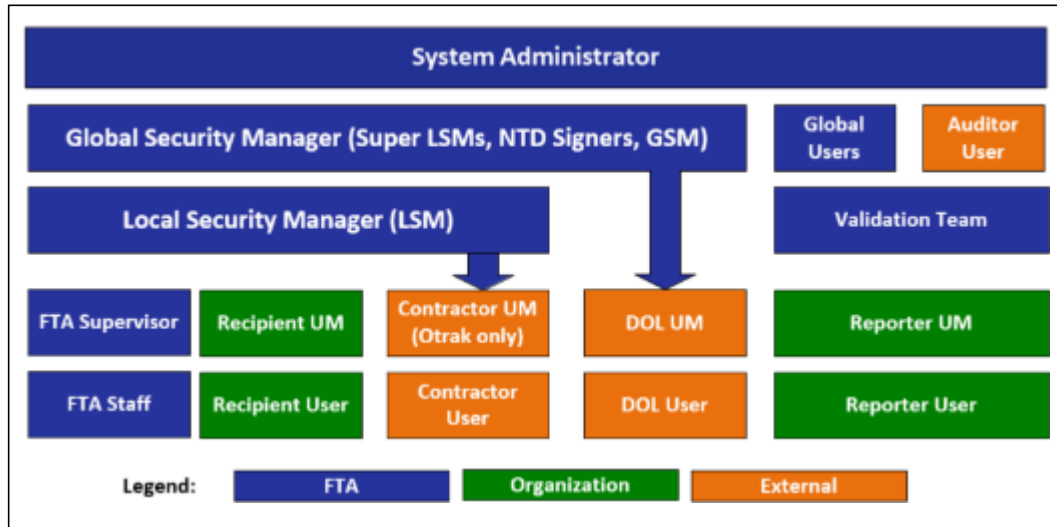 System Administrator
Global Security Manager (Super LSMs, NTD Signers, GSM)
Global
Users
Auditor
User
Local Security Manager (LSM)
Validation Team
FTA Supervisor
Recipient UM
Contractor UM
(Otrak only)
DOL UM
Reporter UM
FTA Staff
Recipient User
Contractor
User
DOL User
Reporter User
Legend:
FTA
Organization
External